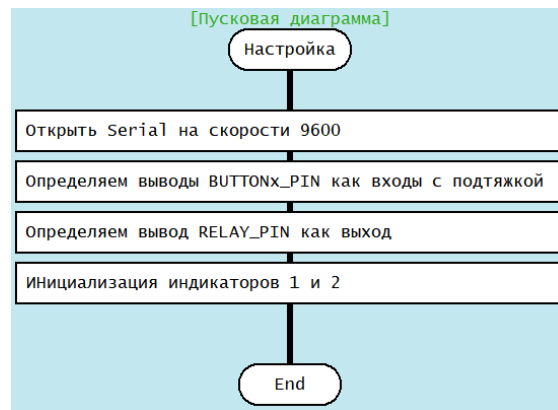 [Пусковая диаграмма]
Настройка
Открыть Serial на скорости 9600
Определяем выводы BUTTONx_PIN как входы с подтяжкой
Определяем вывод RELAY_PIN как выход
ИНициализация индикаторов 1 и 2
End